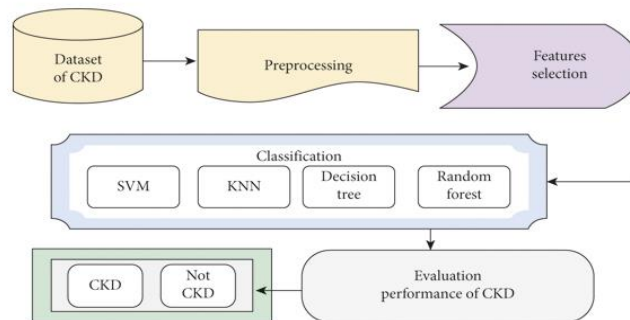 Dataset
of CKD
Preprocessing
Features
selection
Classification
SVM
KNN
Decision
tree
Random
forest
Evaluation
performance of CKD
CKD
Not
CKD